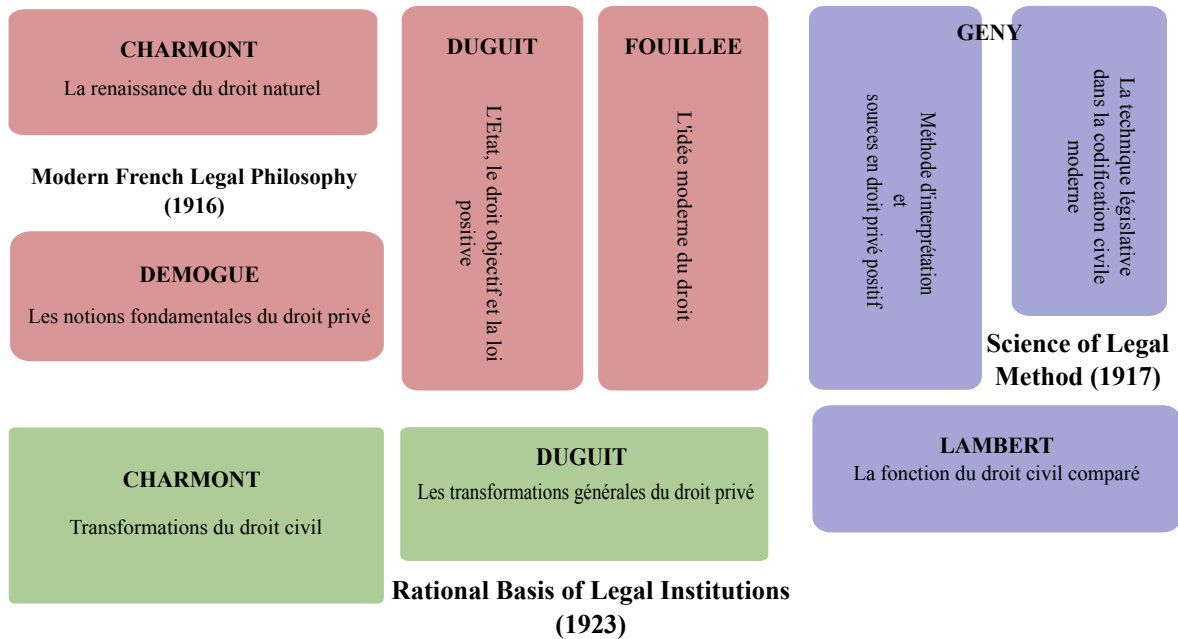 CHARMONT
La renaissance du droit naturel
Modern French Legal Philosophy
(1916)
DEMOGUE
Les notions fondamentales du droit privé
DUGUIT
L'Etat, le droit objectif et la loi
positive
FOUILLEE
L'idée moderne du droit
GENY
Méthode d'interprétation
et
sources en droit privé positif
La technique législative
dans la codification civile
moderne
Science of Legal
Method (1917)
CHARMONT
Transformations du droit civil
DUGUIT
Les transformations générales du droit privé
LAMBERT
La fonction du droit civil comparé
Rational Basis of Legal Institutions
(1923)